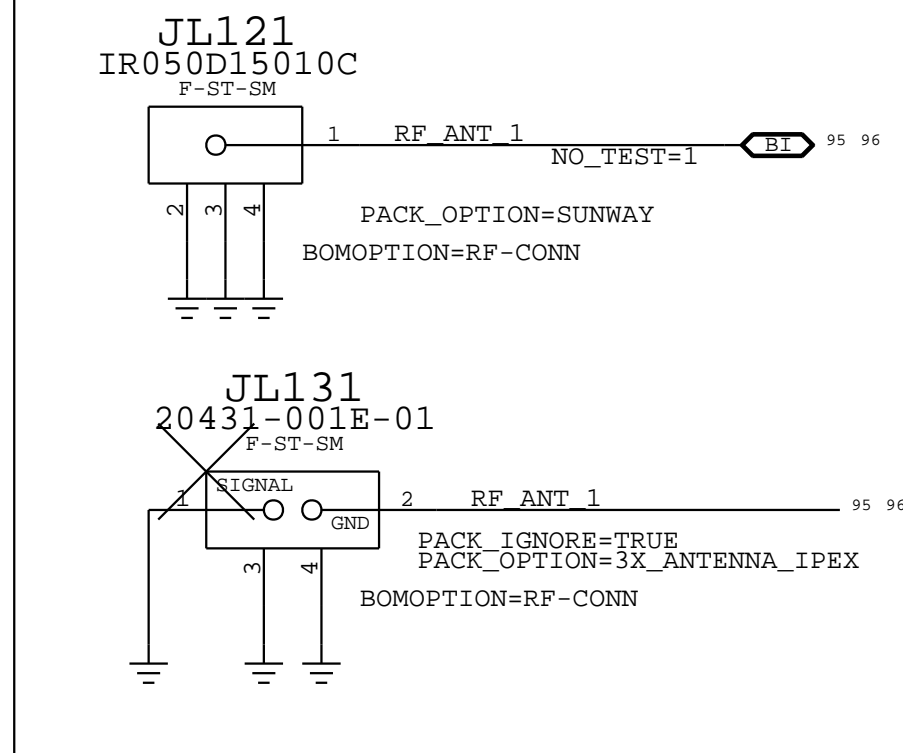 JL121
IR050D15010C
F-ST-SM
1 RF_ANT_1
NO_TEST=1
BI 95 96
2 3 4
PACK_OPTION=SUNWAY
BOMOPTION=RF-CONN
JL131
20431-001E-01
F-ST-SM
1 SIGNAL
GND
2 RF_ANT_1
95 96
3 4
PACK_IGNORE=TRUE
PACK_OPTION=3X_ANTENNA_IPEX
BOMOPTION=RF-CONN